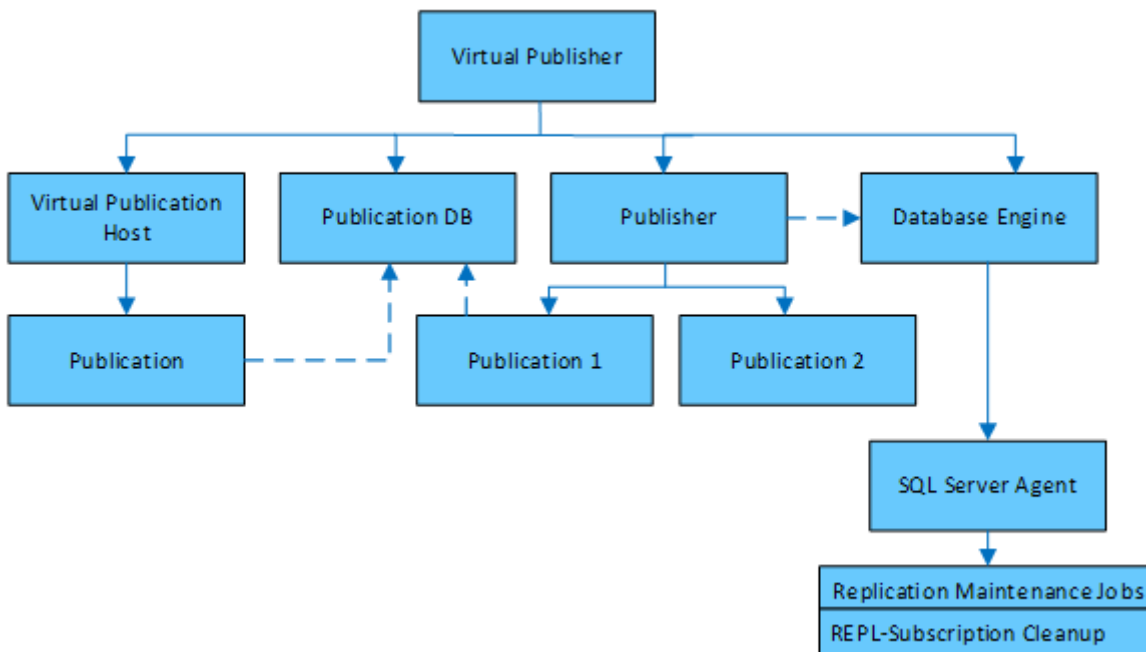 Virtual Publisher
Virtual Publication
Host
Publication DB
Publisher
Database Engine
Publication
Publication 1
Publication 2
SQL Server Agent
Replication Maintenance Jobs
REPL-Subscription Cleanup